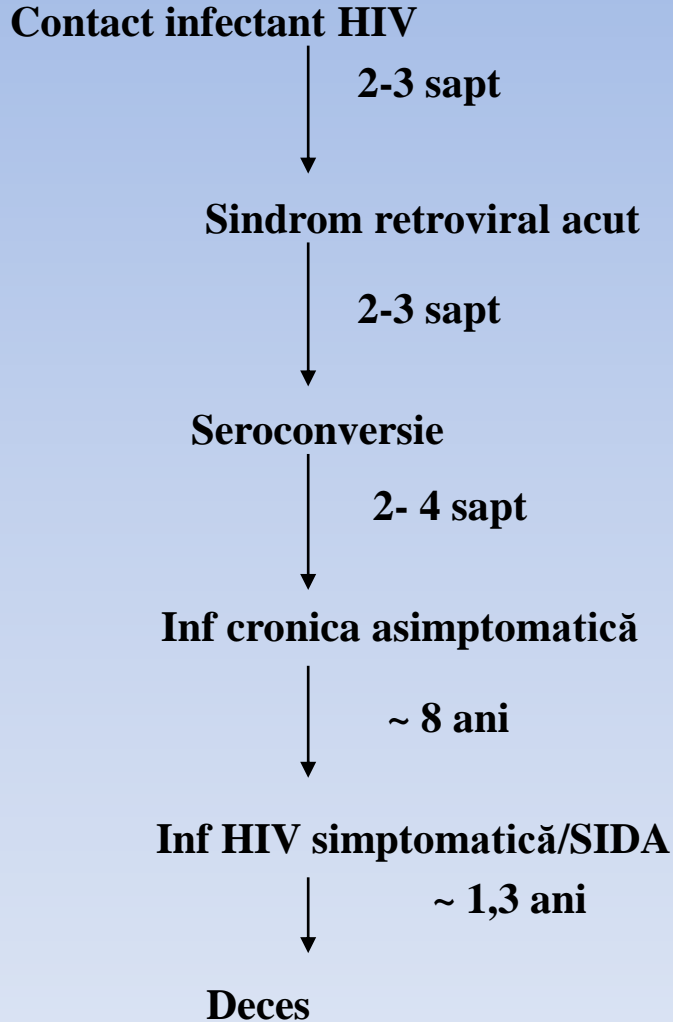 Contact infectant HIV
2-3 sapt
Sindrom retroviral acut
2-3 sapt
Seroconversie
2- 4 sapt
Inf cronica asimptomatică
~ 8 ani
Inf HIV simptomatică/SIDA
~ 1,3 ani
Deces